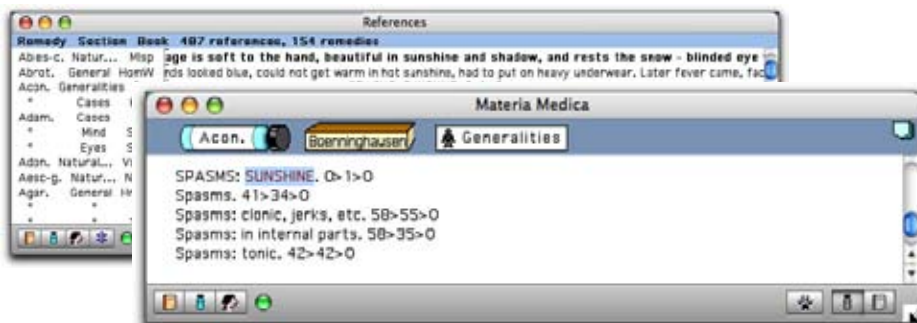 References
Remedy Section Book 487 references, 154 remedies
Abies-c. Natur... Misp age is soft to the hand, beautiful in sunshine and shadow, and rests the snow - blinded eye
Abrot. General HomW nds looked blue, could not get warm in hot sunshine, had to put on heavy underwear. Later fever came, fac
Acon. Generalities
" Cases
Adam. Cases
" Mind S
" Eyes S
Adon. Natural... Vi
Aesc-g. Natur... N
Agar. General Hr
" "
Materia Medica
Acon. Boenninghausen Generalities
SPASMS: SUNSHINE. 0>1>0
Spasms. 41>34>0
Spasms: clonic, jerks, etc. 58>55>0
Spasms: in internal parts. 58>35>0
Spasms: tonic. 42>42>0